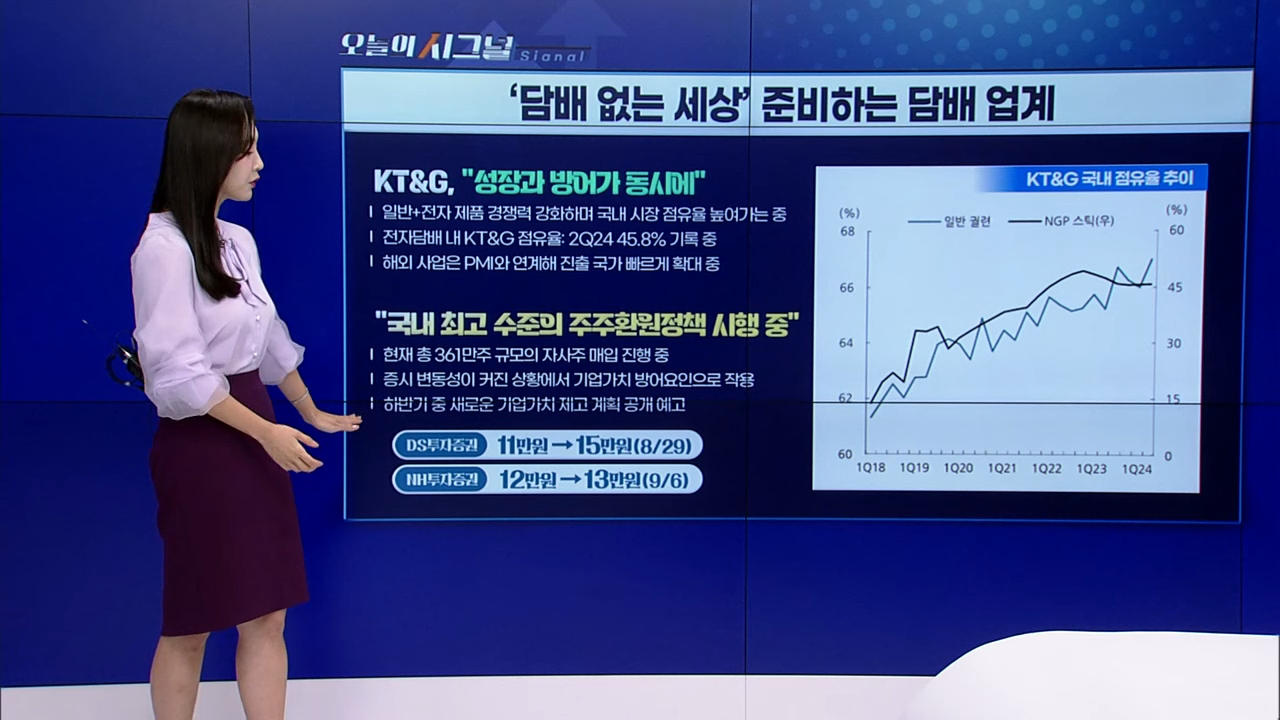 오늘의 시그널 Signal
‘담배 없는 세상’ 준비하는 담배 업계
KT&G, "성장과 방어가 동시에"
일반+전자 제품 경쟁력 강화하며 국내 시장 점유율 높여가는 중
전자담배 내 KT&G 점유율: 2Q24 45.8% 기록 중
해외 사업은 PMI와 연계해 진출 국가 빠르게 확대 중
"국내 최고 수준의 주주환원정책 시행 중"
현재 총 361만주 규모의 자사주 매입 진행 중
증시 변동성이 커진 상황에서 기업가치 방어요인으로 작용
하반기 중 새로운 기업가치 제고 계획 공개 예고
DS투자증권 11만원→15만원(8/29)
NH투자증권 12만원→13만원(9/6)
KT&G 국내 점유율 추이
(%) (%)
일반 궐련 NGP 스틱(우)
68 60
66 45
64 30
62 15
60 0
1Q18 1Q19 1Q20 1Q21 1Q22 1Q23 1Q24